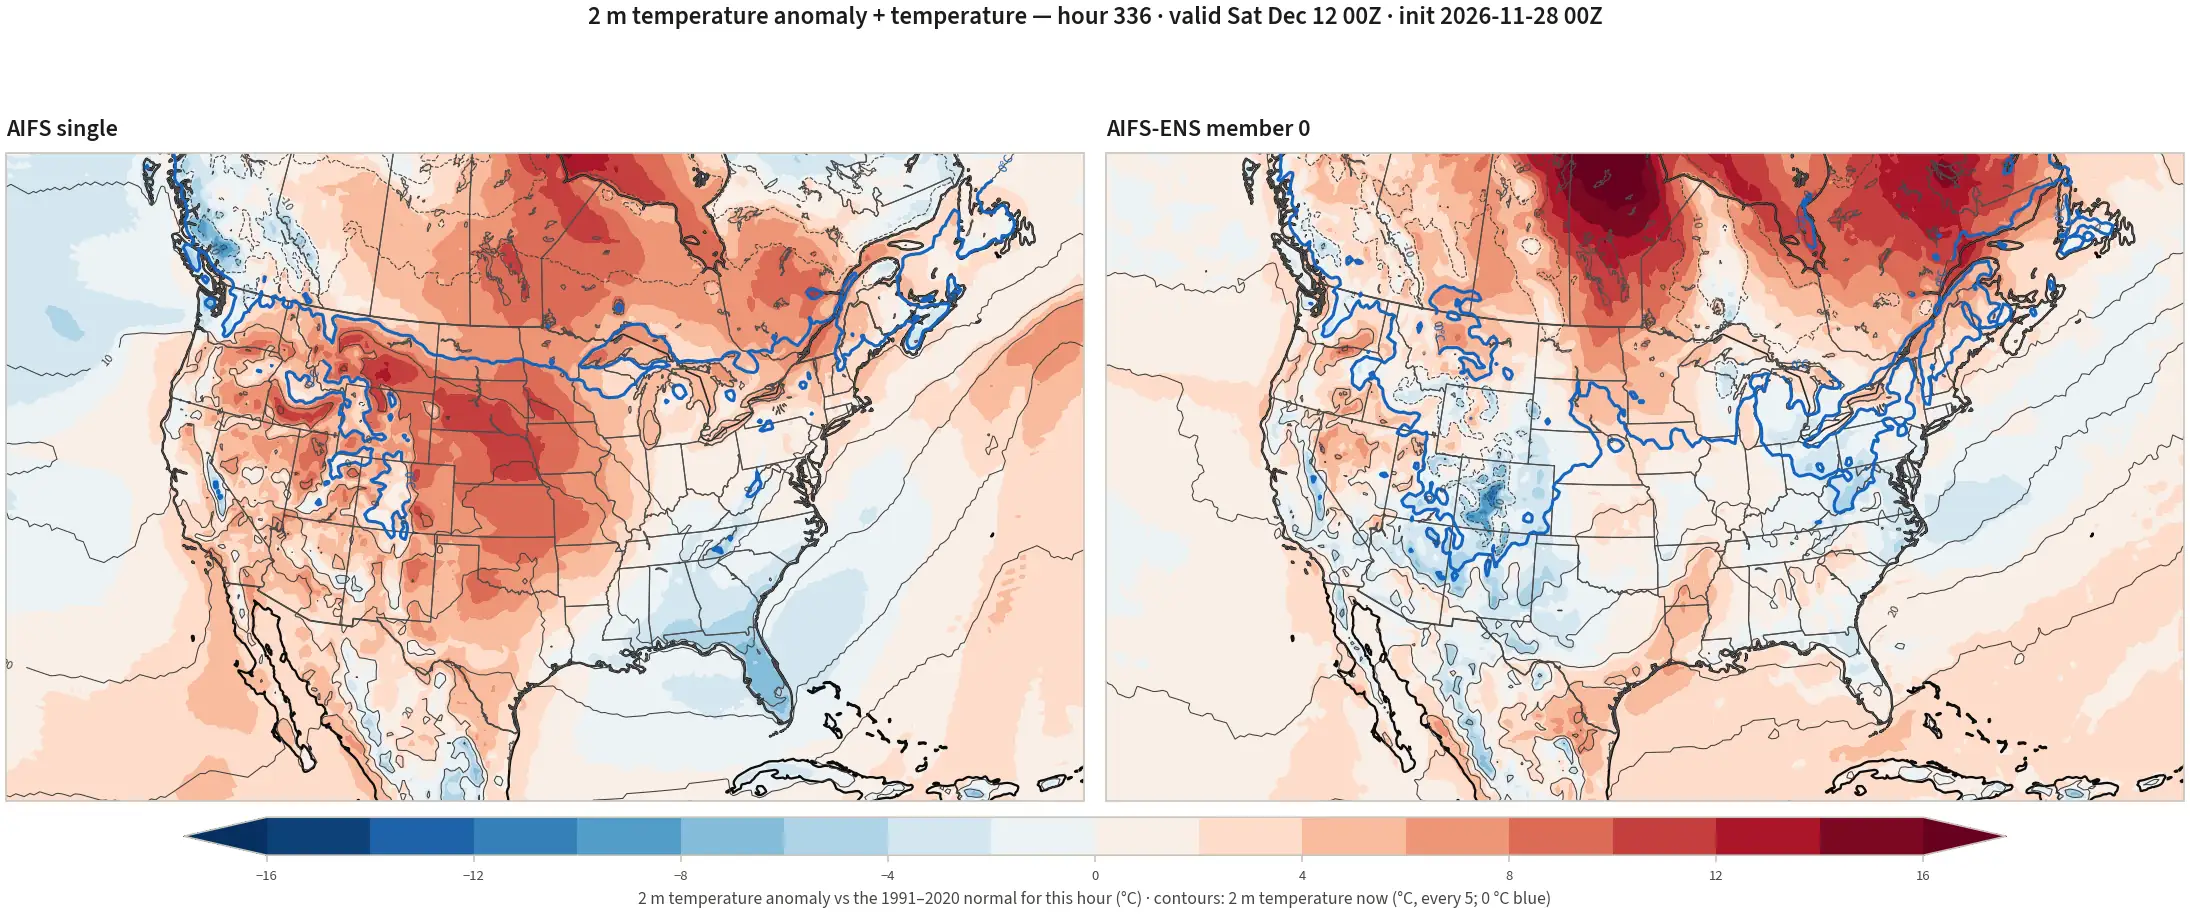 2 m temperature anomaly + temperature — hour 336 · valid Sat Dec 12 00Z · init 2026-11-28 00Z
AIFS single
AIFS-ENS member 0
10
20
−16
−12
−8
−4
0
4
8
12
16
2 m temperature anomaly vs the 1991–2020 normal for this hour (°C) · contours: 2 m temperature now (°C, every 5; 0 °C blue)